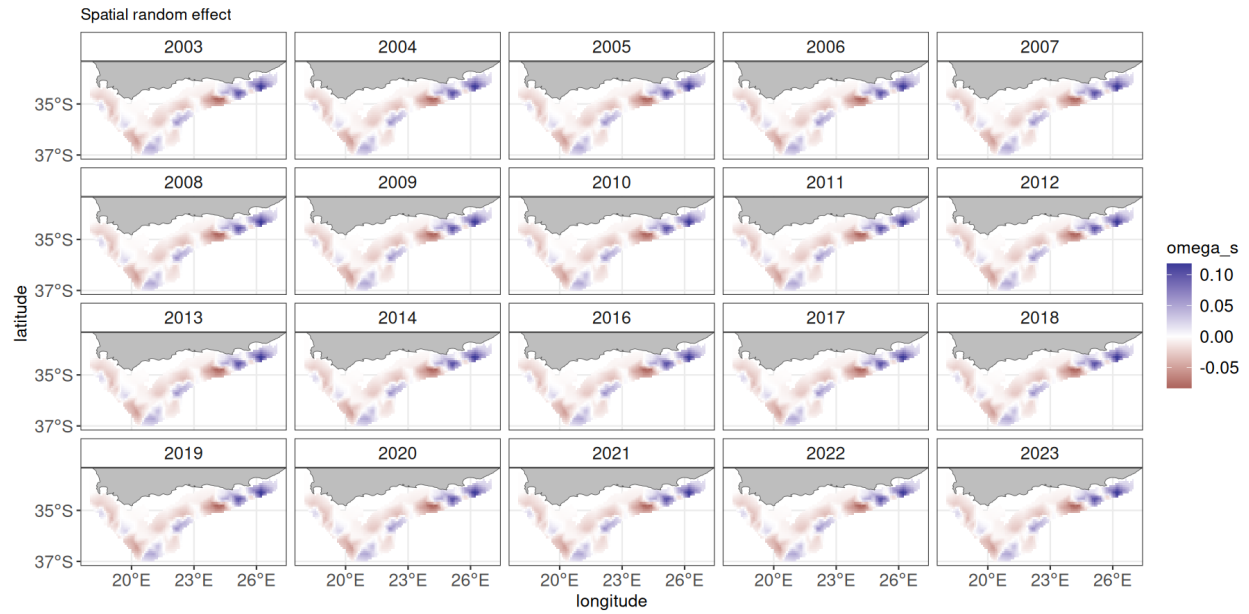 Spatial random effect
2003 2004 2005 2006 2007
35°S
37°S
2008 2009 2010 2011 2012
35°S
37°S
2013 2014 2016 2017 2018
35°S
37°S
2019 2020 2021 2022 2023
35°S
37°S
20°E 23°E 26°E 20°E 23°E 26°E 20°E 23°E 26°E 20°E 23°E 26°E 20°E 23°E 26°E
longitude
latitude
omega_s
0.10
0.05
0.00
-0.05